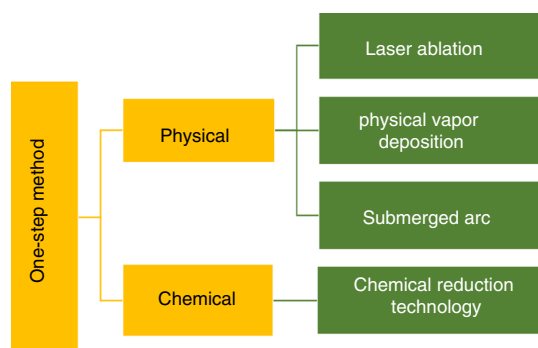 One-step method
Physical
Chemical
Laser ablation
physical vapor
deposition
Submerged arc
Chemical reduction
technology